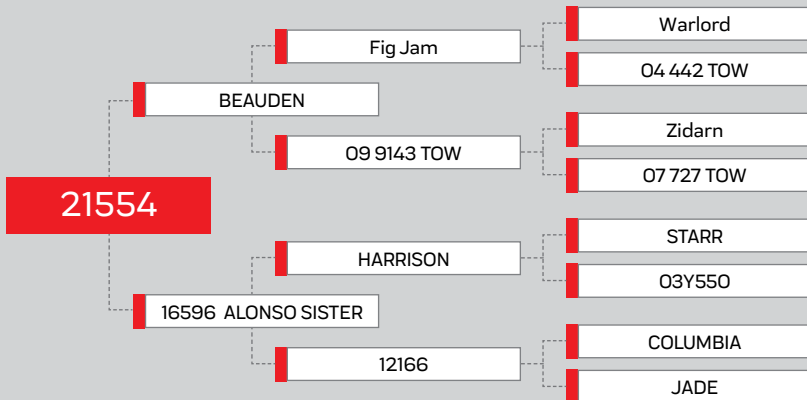 Warlord
Fig Jam
04 442 TOW
BEAUDEN
Zidarn
09 9143 TOW
07 727 TOW
21554
STARR
HARRISON
03Y550
16596 ALONSO SISTER
COLUMBIA
12166
JADE